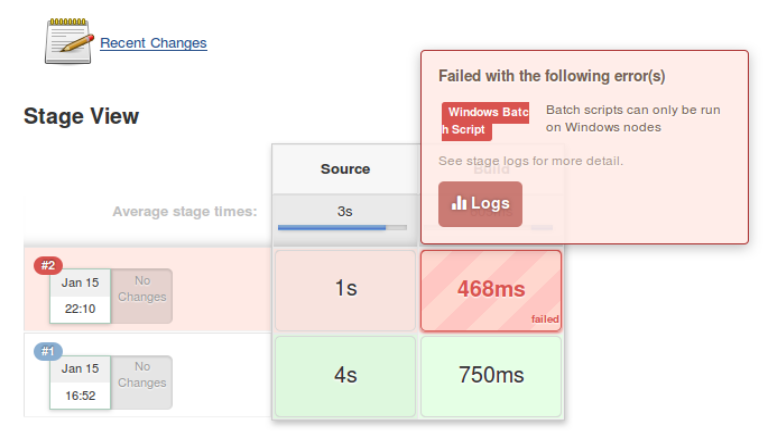 Recent Changes
Failed with the following error(s)
Windows Batc
h Script
Batch scripts can only be run
on Windows nodes
See stage logs for more detail.
Logs
Stage View
Source
Build
Average stage times:
3s
#2
Jan 15
22:10
No
Changes
1s
468ms
failed
#1
Jan 15
16:52
No
Changes
4s
750ms